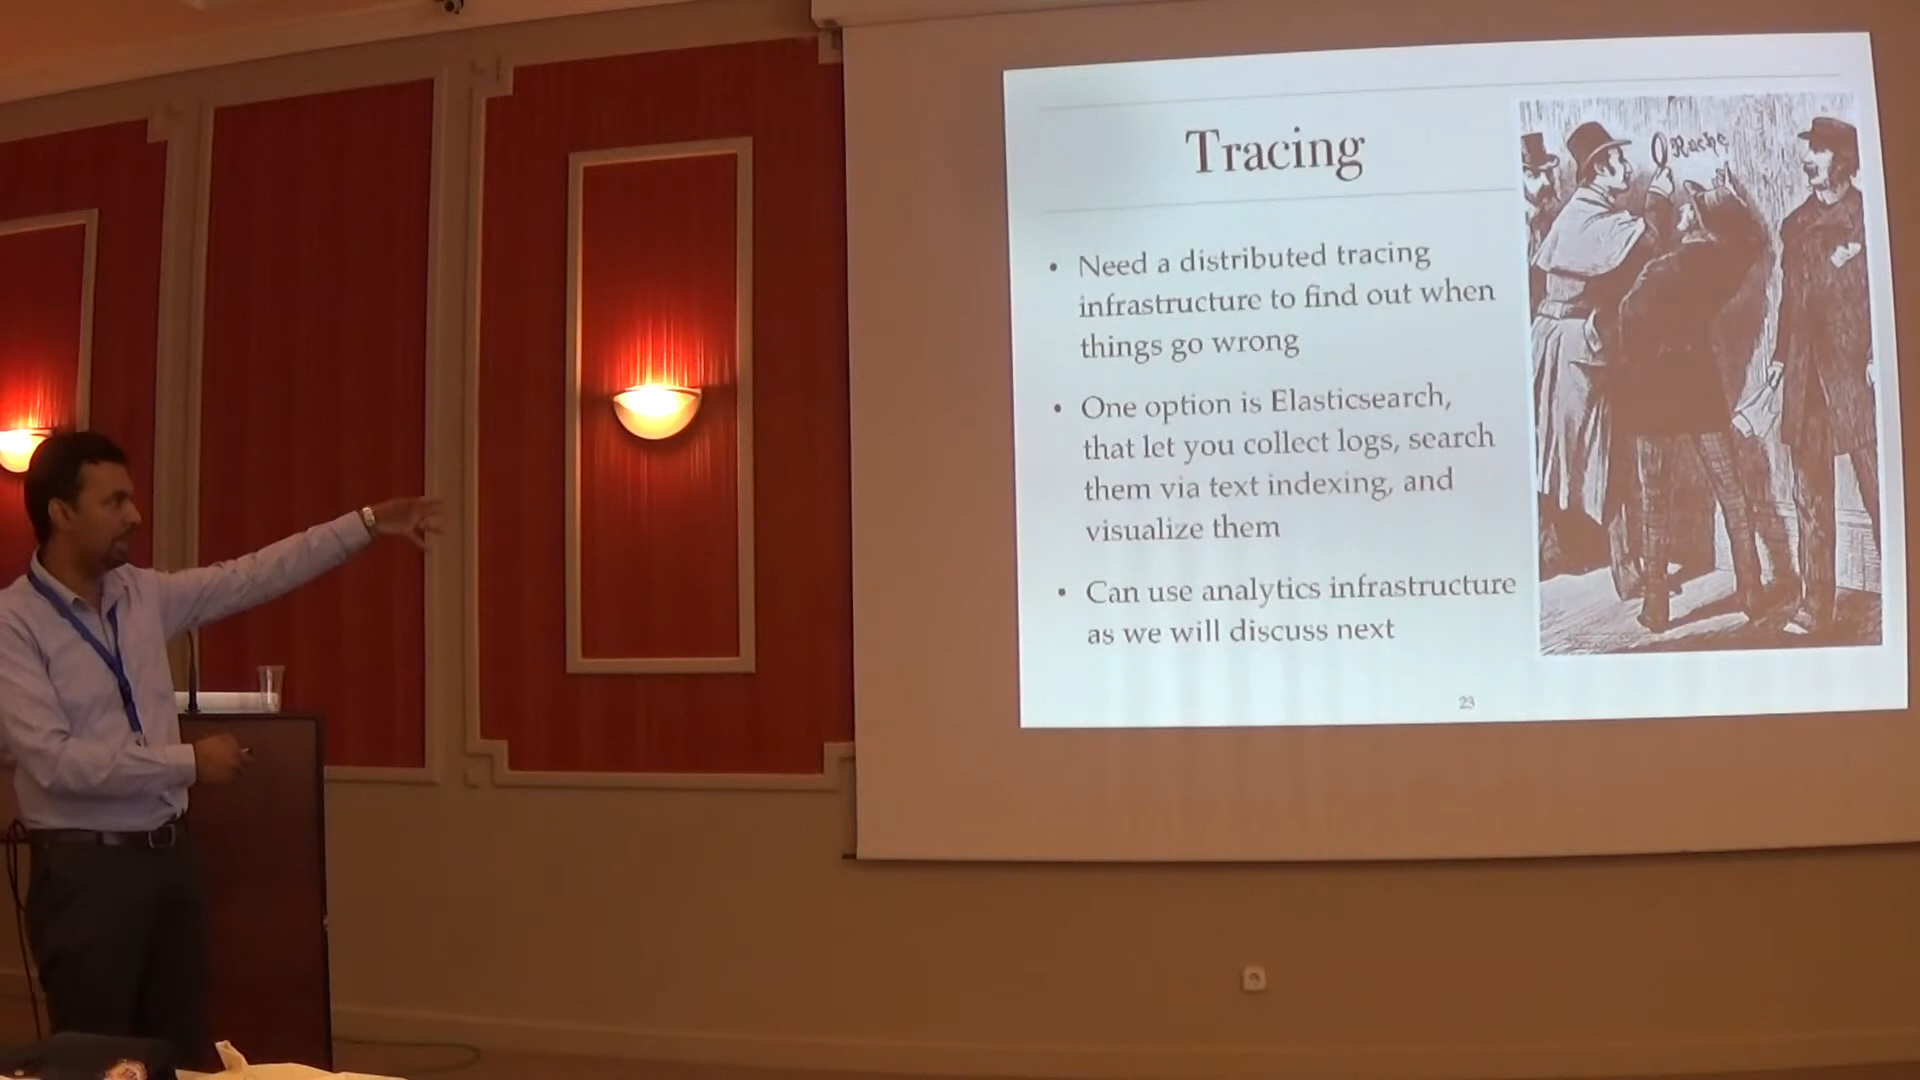 Tracing
Rache
• Need a distributed tracing
infrastructure to find out when
things go wrong
• One option is Elasticsearch,
that let you collect logs, search
them via text indexing, and
visualize them
• Can use analytics infrastructure
as we will discuss next
23